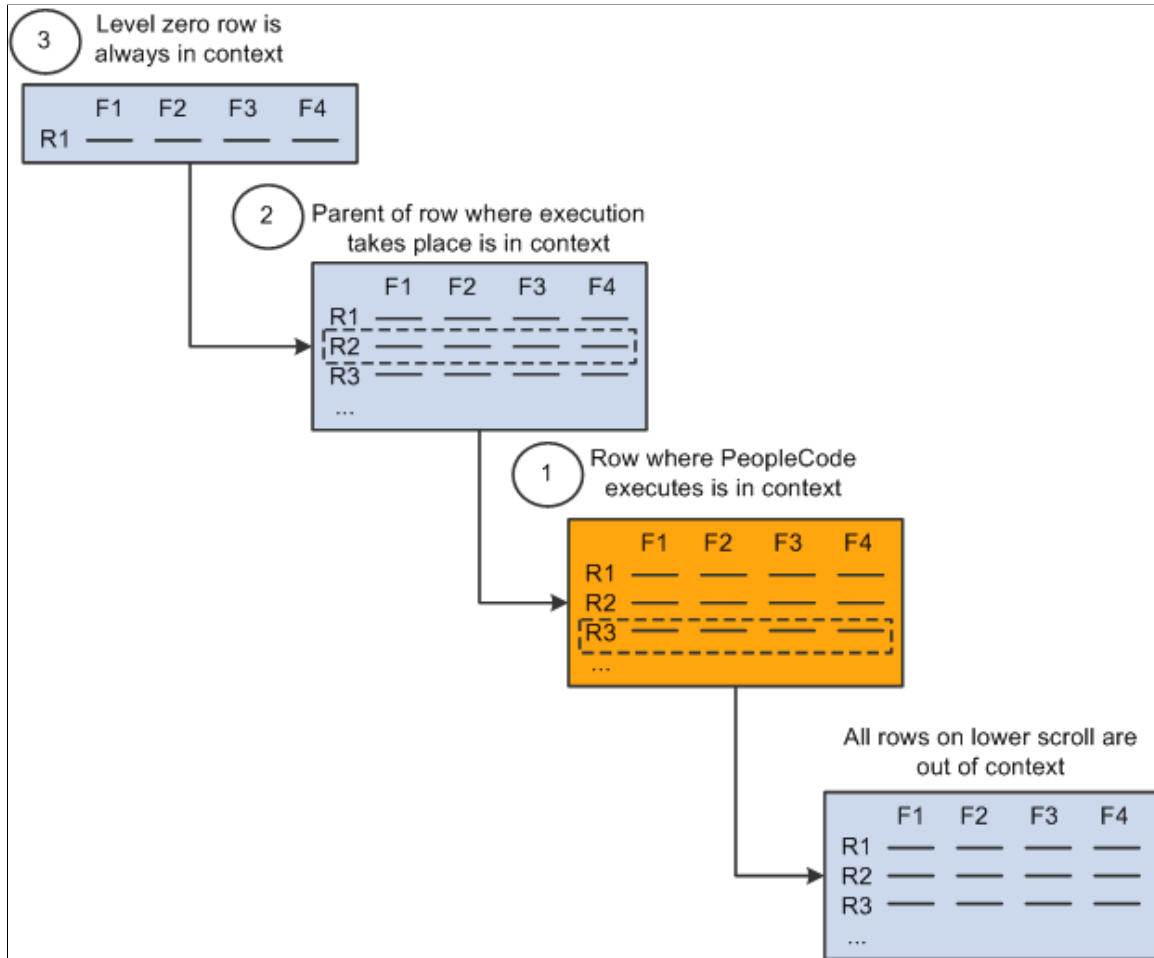 3
Level zero row is
always in context
F1 F2 F3 F4
R1
2
Parent of row where execution
takes place is in context
F1 F2 F3 F4
R1
R2
R3
...
1
Row where PeopleCode
executes is in context
F1 F2 F3 F4
R1
R2
R3
...
All rows on lower scroll are
out of context
F1 F2 F3 F4
R1
R2
R3
...